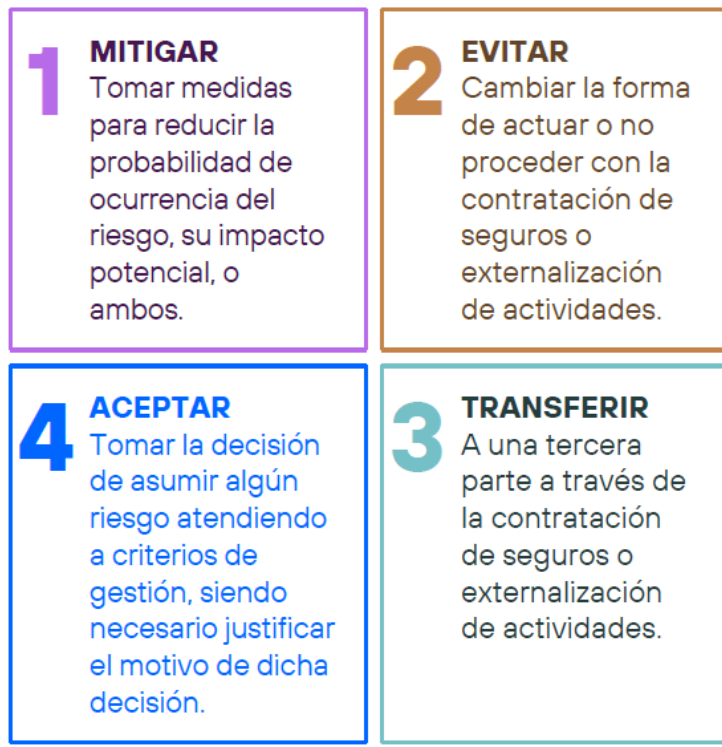 1
MITIGAR
Tomar medidas
para reducir la
probabilidad de
ocurrencia del
riesgo, su impacto
potencial, o
ambos.
2
EVITAR
Cambiar la forma
de actuar o no
proceder con la
contratación de
seguros o
externalización
de actividades.
4
ACEPTAR
Tomar la decisión
de asumir algún
riesgo atendiendo
a criterios de
gestión, siendo
necesario justificar
el motivo de dicha
decisión.
3
TRANSFERIR
A una tercera
parte a través de
la contratación
de seguros o
externalización
de actividades.